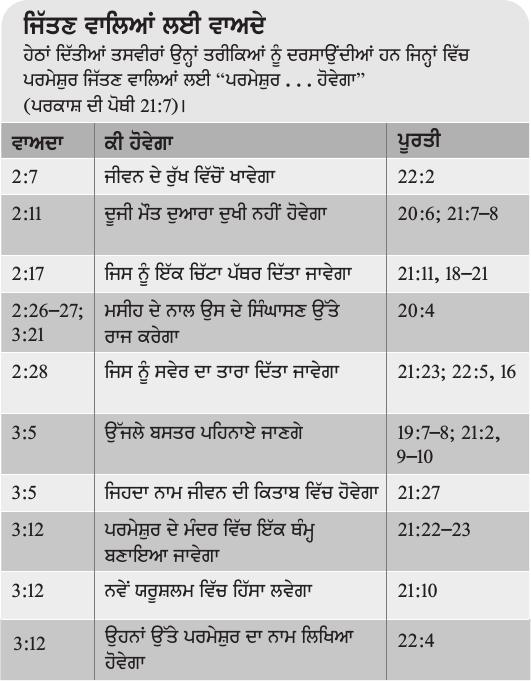 ਜਿੱਤਣ ਵਾਲਿਆਂ ਲਈ ਵਾਅਦੇ
ਹੇਠਾਂ ਦਿੱਤੀਆਂ ਤਸਵੀਰਾਂ ਉਨ੍ਹਾਂ ਤਰੀਕਿਆਂ ਨੂੰ ਦਰਸਾਉਂਦੀਆਂ ਹਨ ਜਿਨ੍ਹਾਂ ਵਿੱਚ
ਪਰਮੇਸ਼ੁਰ ਜਿੱਤਣ ਵਾਲਿਆਂ ਲਈ “ਪਰਮੇਸ਼ੁਰ . . . ਹੋਵੇਗਾ”
(ਪਰਕਾਸ਼ ਦੀ ਪੋਥੀ 21:7)।
ਵਾਅਦਾ ਕੀ ਹੋਵੇਗਾ ਪੂਰਤੀ
2:7 ਜੀਵਨ ਦੇ ਰੁੱਖ ਵਿੱਚੋਂ ਖਾਵੇਗਾ 22:2
2:11 ਦੂਜੀ ਮੌਤ ਦੁਆਰਾ ਦੁਖੀ ਨਹੀਂ ਹੋਵੇਗਾ 20:6; 21:7–8
2:17 ਜਿਸ ਨੂੰ ਇੱਕ ਚਿੱਟਾ ਪੱਥਰ ਦਿੱਤਾ ਜਾਵੇਗਾ 21:11, 18–21
2:26–27; ਮਸੀਹ ਦੇ ਨਾਲ ਉਸ ਦੇ ਸਿੰਘਾਸਣ ਉੱਤੇ 20:4
3:21 ਰਾਜ ਕਰੇਗਾ
2:28 ਜਿਸ ਨੂੰ ਸਵੇਰ ਦਾ ਤਾਰਾ ਦਿੱਤਾ ਜਾਵੇਗਾ 21:23; 22:5, 16
3:5 ਉੱਜਲੇ ਬਸਤਰ ਪਹਿਨਾਏ ਜਾਣਗੇ 19:7–8; 21:2,
9–10
3:5 ਜਿਹਦਾ ਨਾਮ ਜੀਵਨ ਦੀ ਕਿਤਾਬ ਵਿੱਚ ਹੋਵੇਗਾ 21:27
3:12 ਪਰਮੇਸ਼ੁਰ ਦੇ ਮੰਦਰ ਵਿੱਚ ਇੱਕ ਥੰਮ੍ਹ 21:22–23
ਬਣਾਇਆ ਜਾਵੇਗਾ
3:12 ਨਵੇਂ ਯਰੂਸ਼ਲਮ ਵਿੱਚ ਹਿੱਸਾ ਲਵੇਗਾ 21:10
3:12 ਉਹਨਾਂ ਉੱਤੇ ਪਰਮੇਸ਼ੁਰ ਦਾ ਨਾਮ ਲਿਖਿਆ 22:4
ਹੋਵੇਗਾ